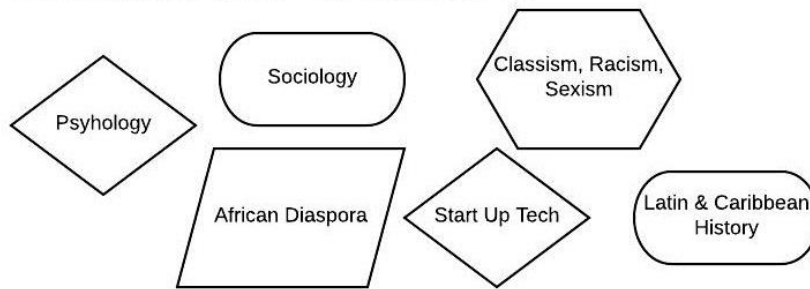 Sociology
Classism, Racism,
Sexism
Psyhology
African Diaspora
Start Up Tech
Latin & Caribbean
History